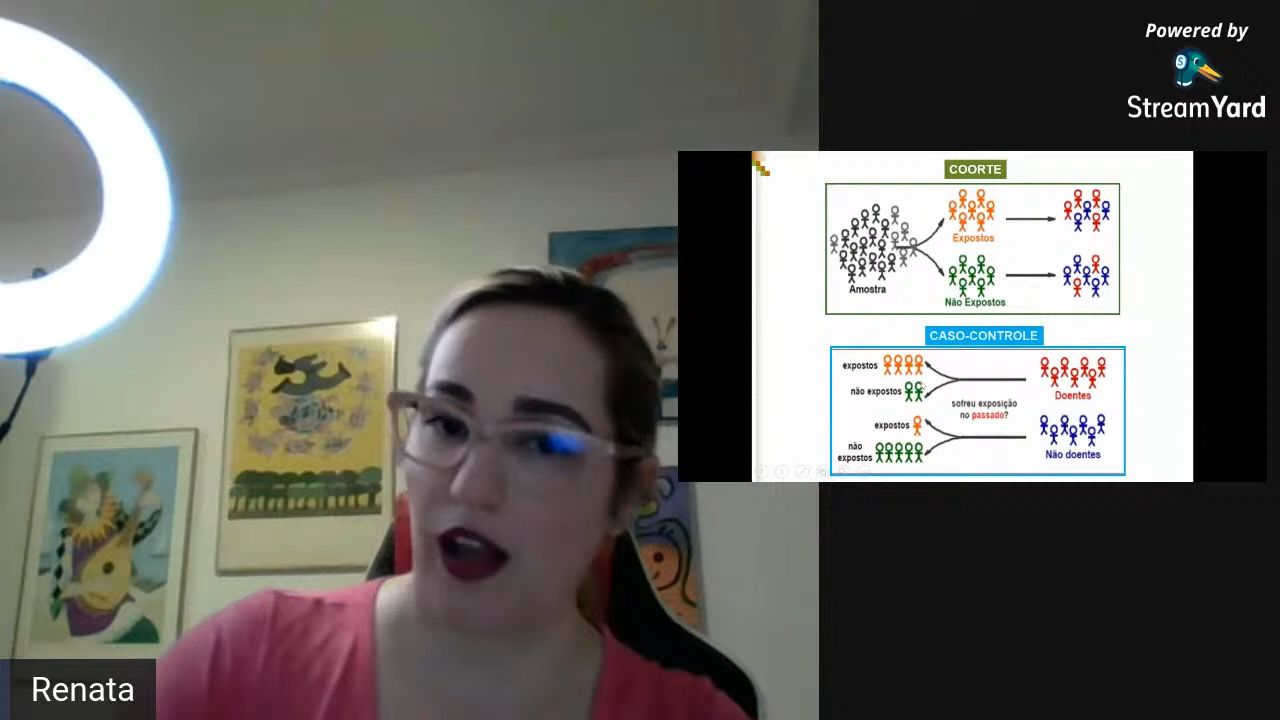 Powered by
StreamYard
COORTE
Expostos
Amostra
Não Expostos
CASO-CONTROLE
expostos
não expostos
sofreu exposição
no passado?
Doentes
expostos
não
expostos
Não doentes
Renata